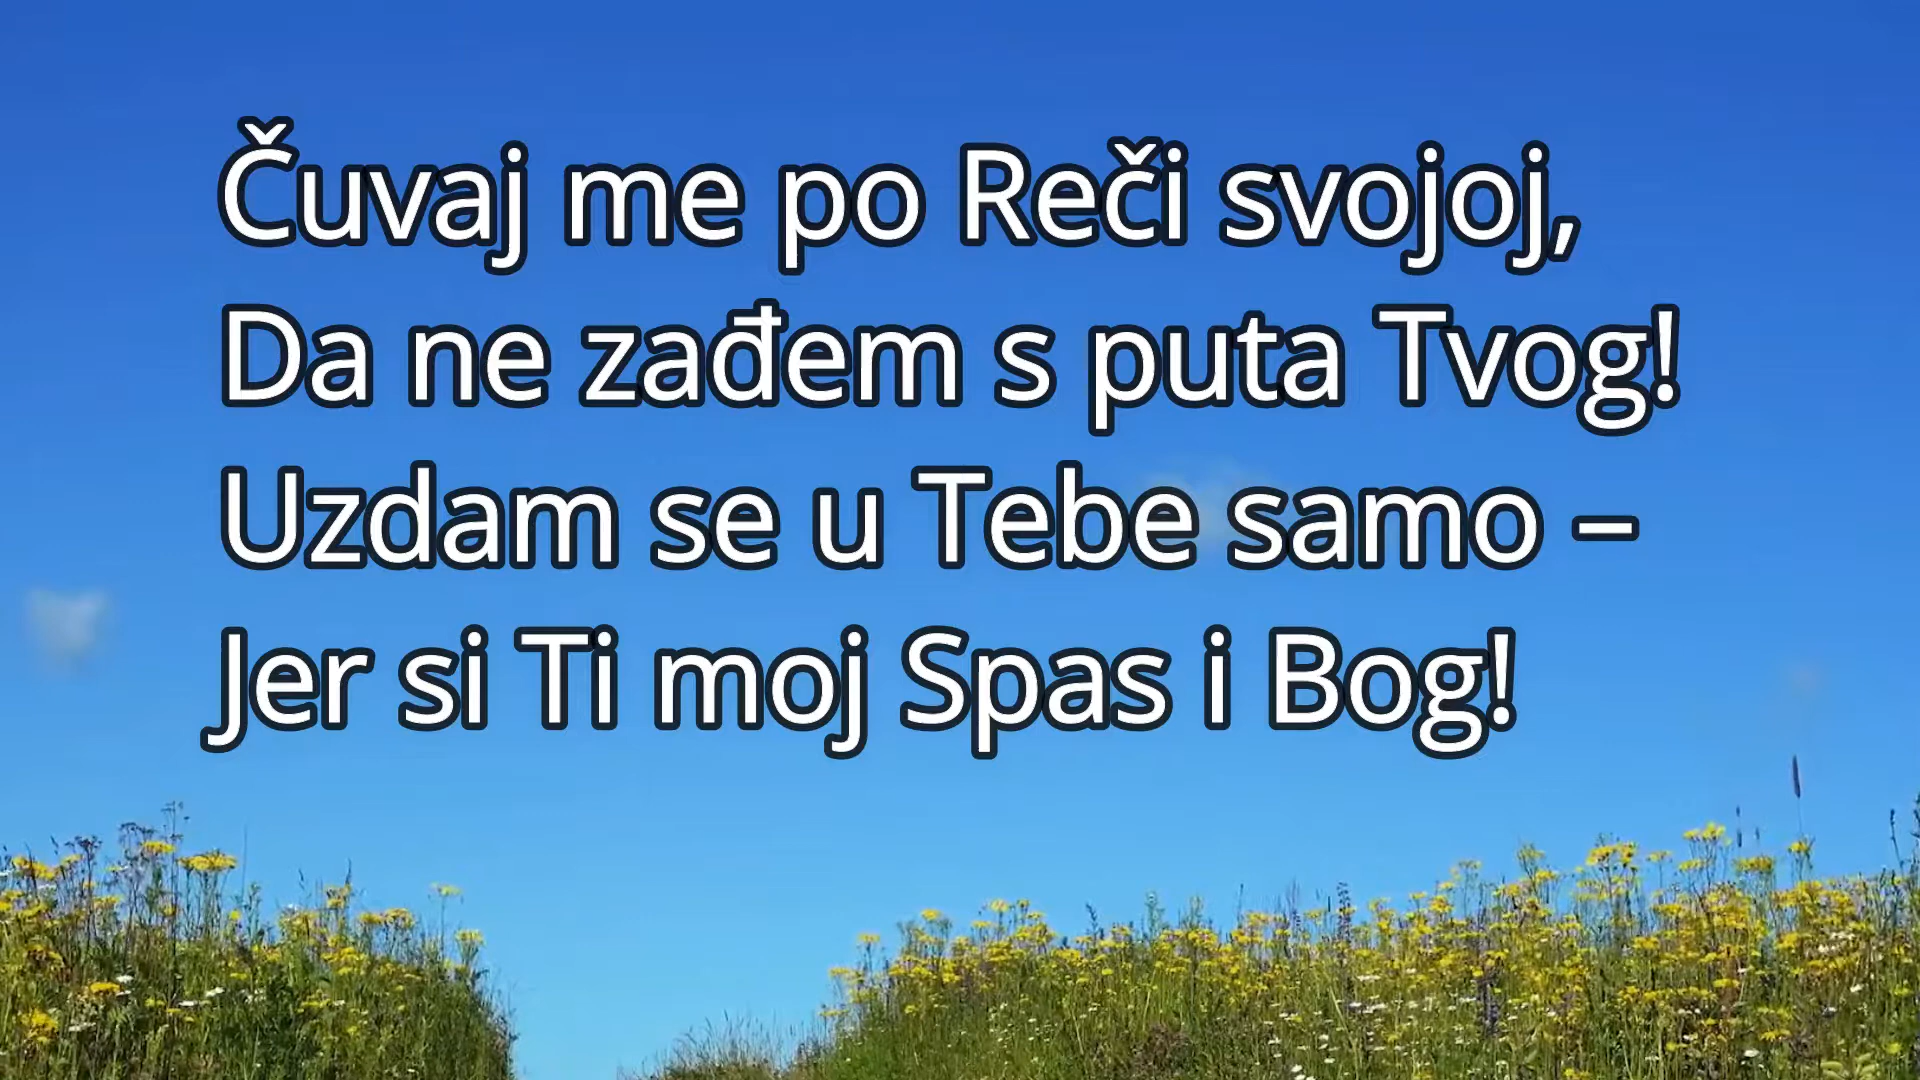 Čuvaj me po Reči svojoj,
Da ne zađem s puta Tvog!
Uzdam se u Tebe samo –
Jer si Ti moj Spas i Bog!